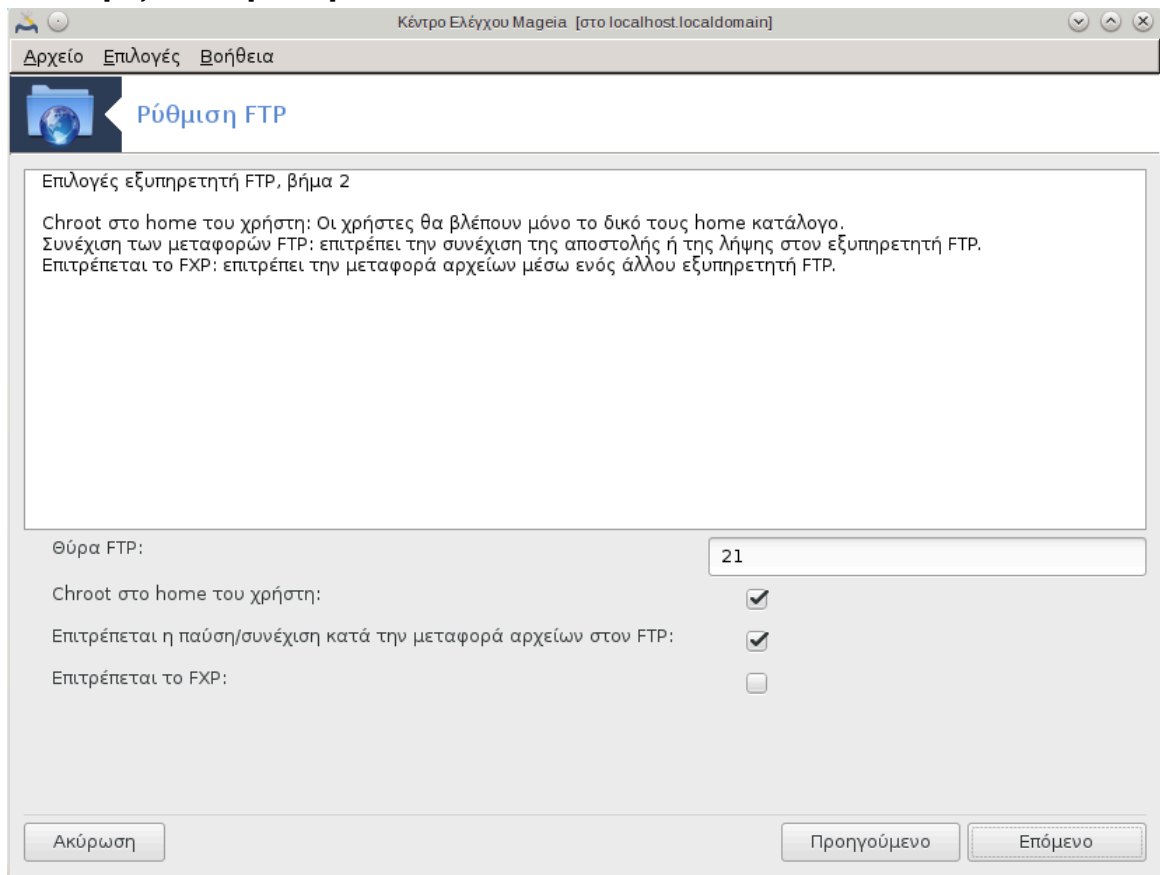 Κέντρο Ελέγχου Mageia [στο localhost.localdomain]
Αρχείο Επιλογές Βοήθεια
Ρύθμιση FTP
Επιλογές εξυπηρετητή FTP, βήμα 2
Chroot στο home του χρήστη: Οι χρήστες θα βλέπουν μόνο το δικό τους home κατάλογο.
Συνέχιση των μεταφορών FTP: επιτρέπει την συνέχιση της αποστολής ή της λήψης στον εξυπηρετητή FTP.
Επιτρέπεται το FXP: επιτρέπει την μεταφορά αρχείων μέσω ενός άλλου εξυπηρετητή FTP.
Θύρα FTP: 21
Chroot στο home του χρήστη:
Επιτρέπεται η παύση/συνέχιση κατά την μεταφορά αρχείων στον FTP:
Επιτρέπεται το FXP:
Ακύρωση Προηγούμενο Επόμενο